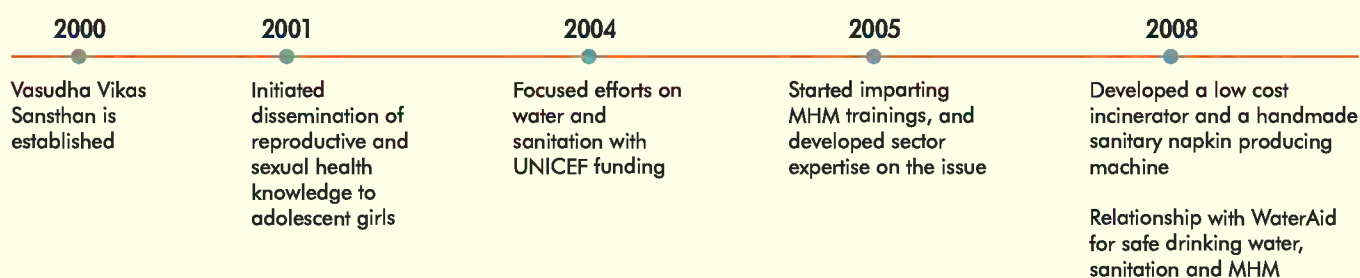 2000
Vasudha Vikas
Sansthan is
established
2001
Initiated
dissemination of
reproductive and
sexual health
knowledge to
adolescent girls
2004
Focused efforts on
water and
sanitation with
UNICEF funding
2005
Started imparting
MHM trainings, and
developed sector
expertise on the issue
2008
Developed a low cost
incinerator and a handmade
sanitary napkin producing
machine
Relationship with WaterAid
for safe drinking water,
sanitation and MHM